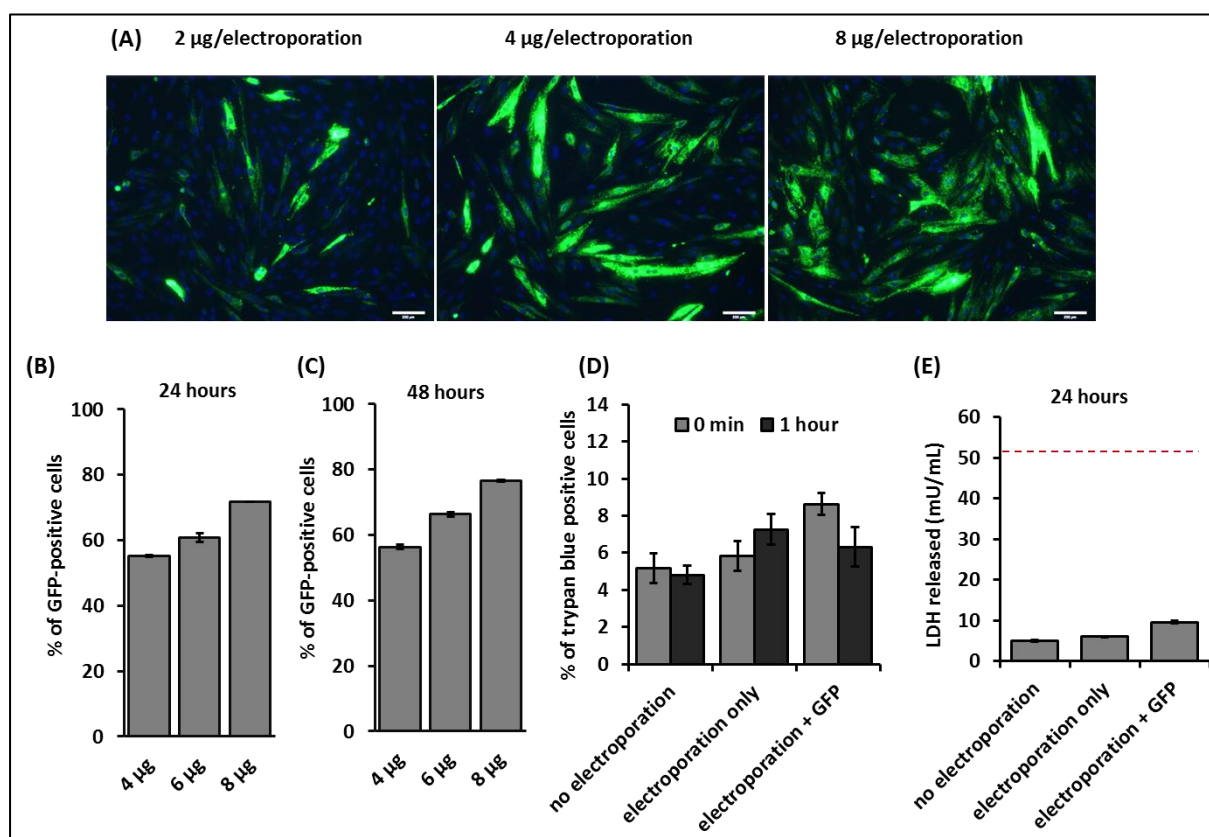 (A)
2 µg/electroporation
4 µg/electroporation
8 µg/electroporation
(B)
24 hours
% of GFP-positive cells
100
80
60
40
20
0
4 µg
6 µg
8 µg
(C)
48 hours
% of GFP-positive cells
100
80
60
40
20
0
4 µg
6 µg
8 µg
(D)
% of trypan blue positive cells
14
12
10
8
6
4
2
0
0 min
1 hour
no electroporation
electroporation only
electroporation + GFP
(E)
24 hours
LDH released (mU/mL)
60
50
40
30
20
10
0
no electroporation
electroporation only
electroporation + GFP